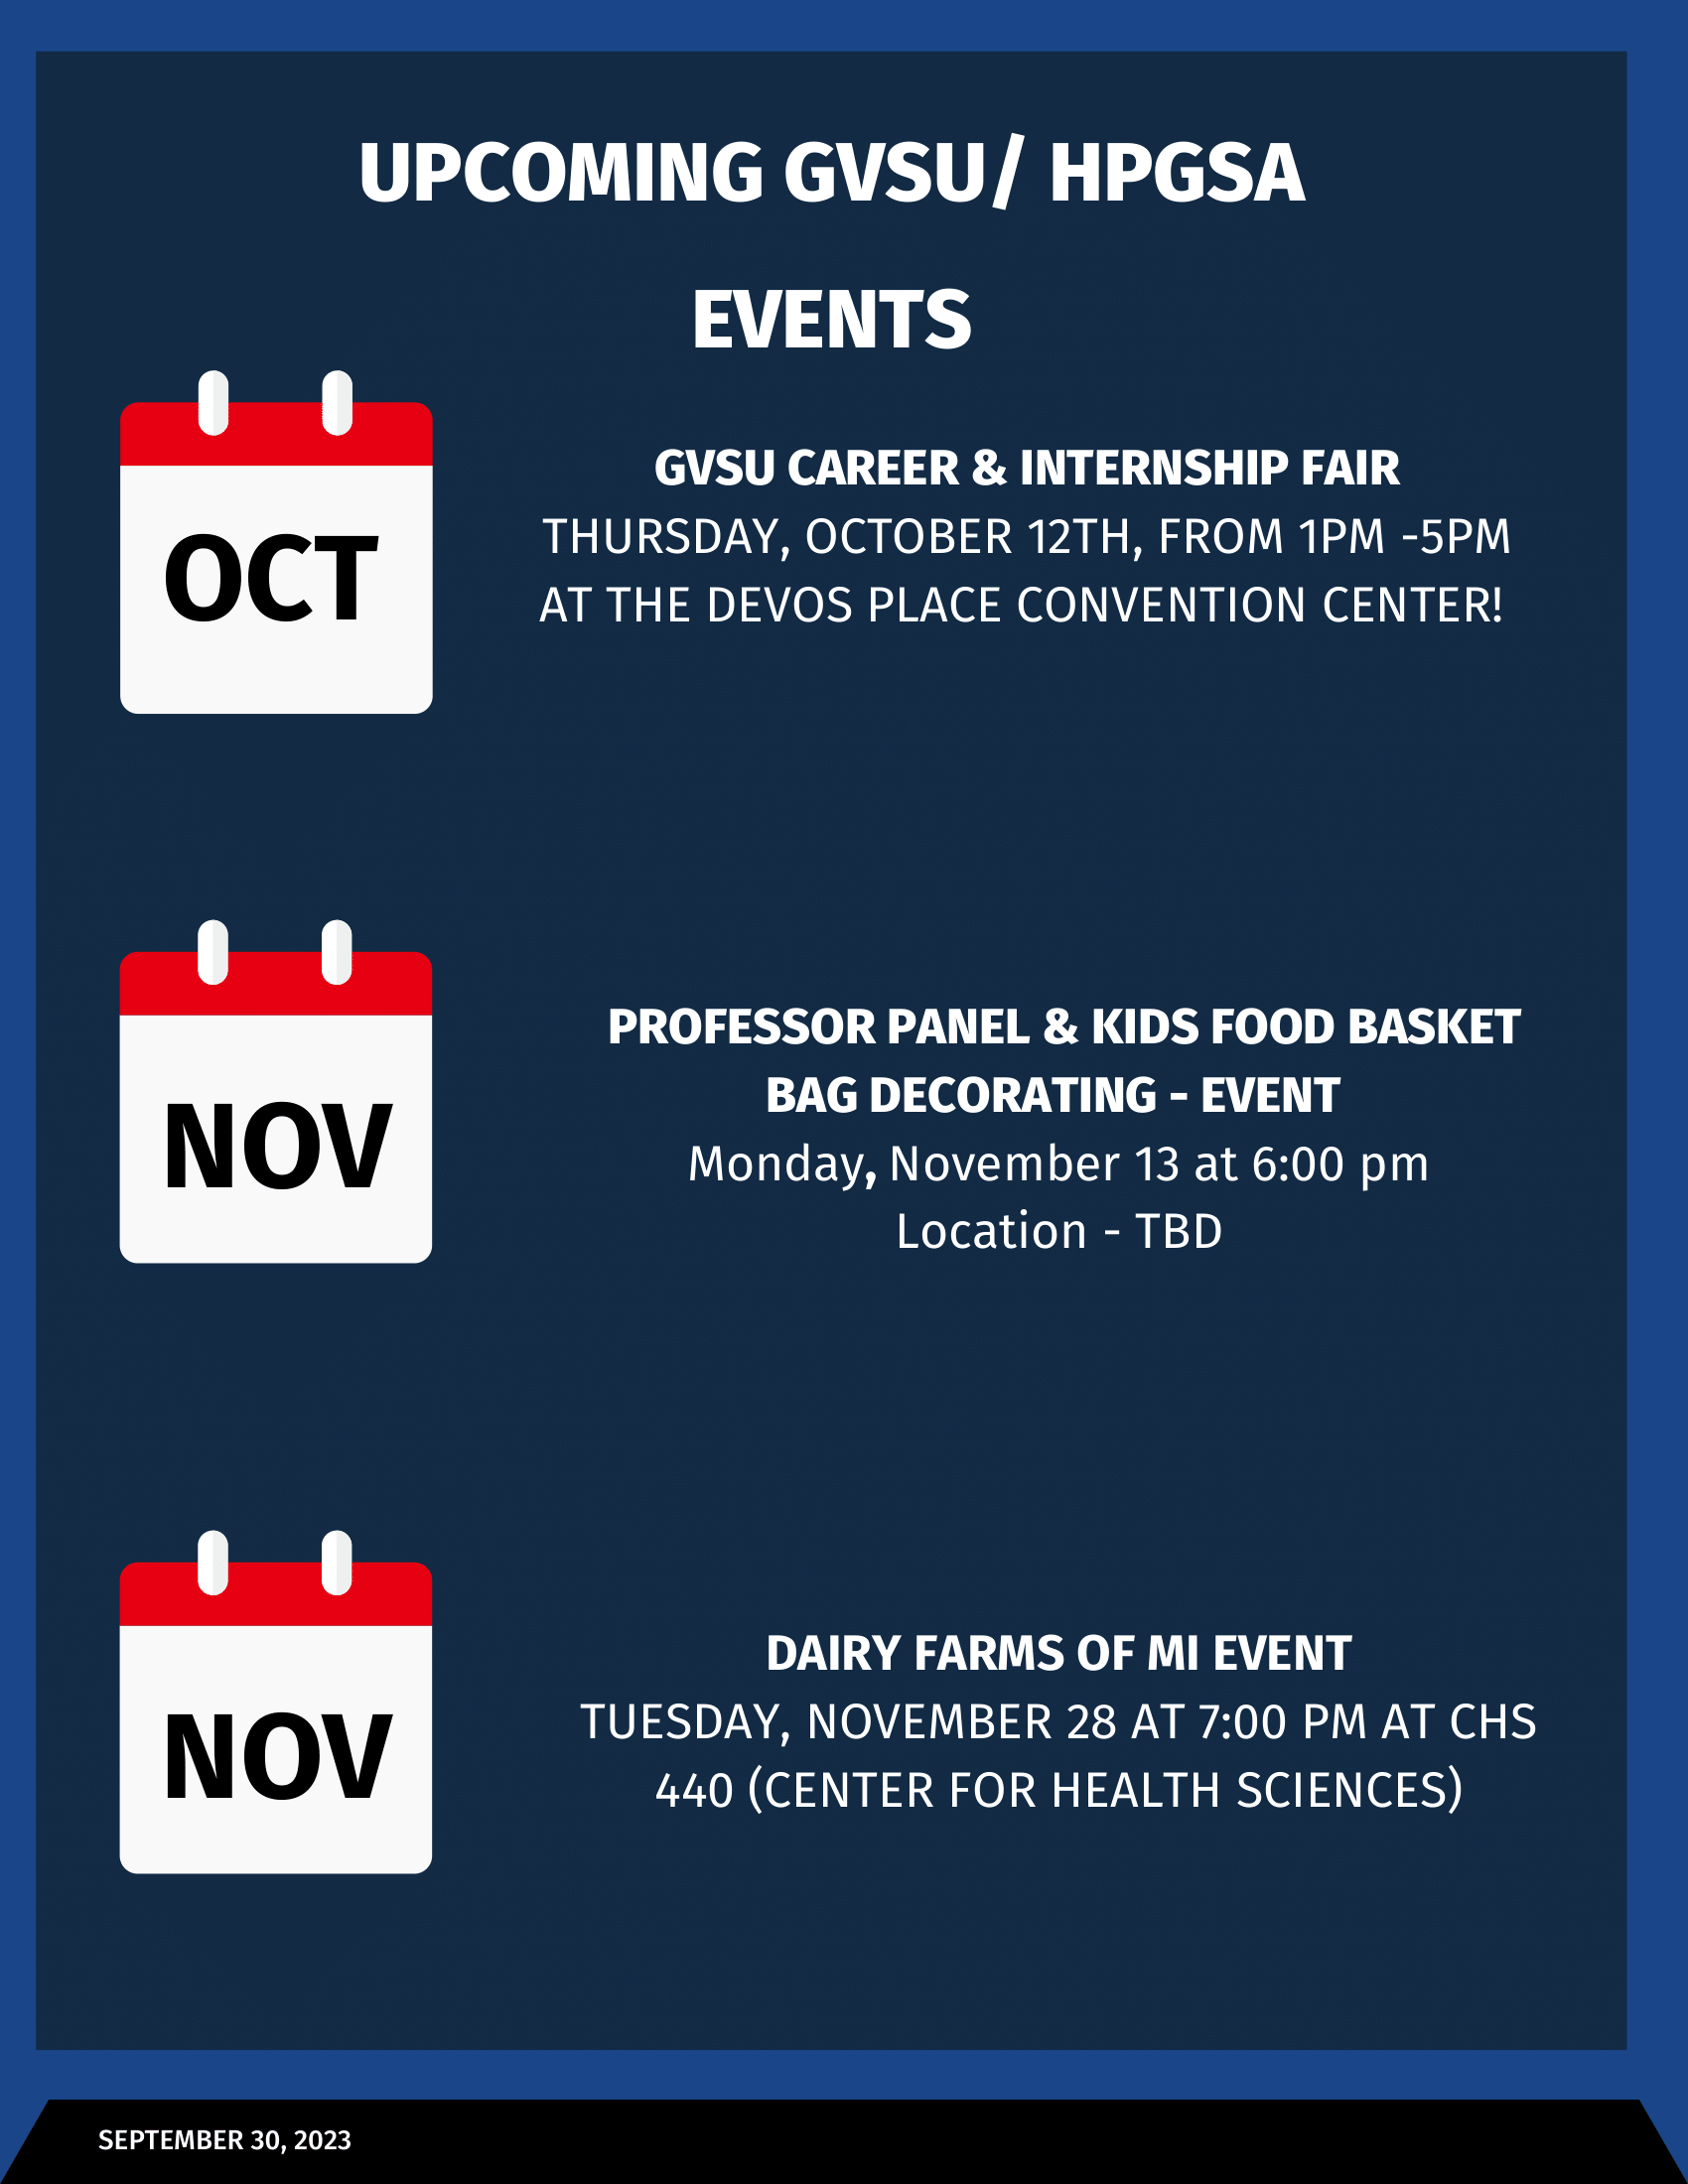 UPCOMING GVSU/ HPGSA
EVENTS
OCT
GVSU CAREER & INTERNSHIP FAIR
THURSDAY, OCTOBER 12TH, FROM 1PM -5PM
AT THE DEVOS PLACE CONVENTION CENTER!
NOV
PROFESSOR PANEL & KIDS FOOD BASKET
BAG DECORATING - EVENT
Monday, November 13 at 6:00 pm
Location - TBD
NOV
DAIRY FARMS OF MI EVENT
TUESDAY, NOVEMBER 28 AT 7:00 PM AT CHS
440 (CENTER FOR HEALTH SCIENCES)
SEPTEMBER 30, 2023